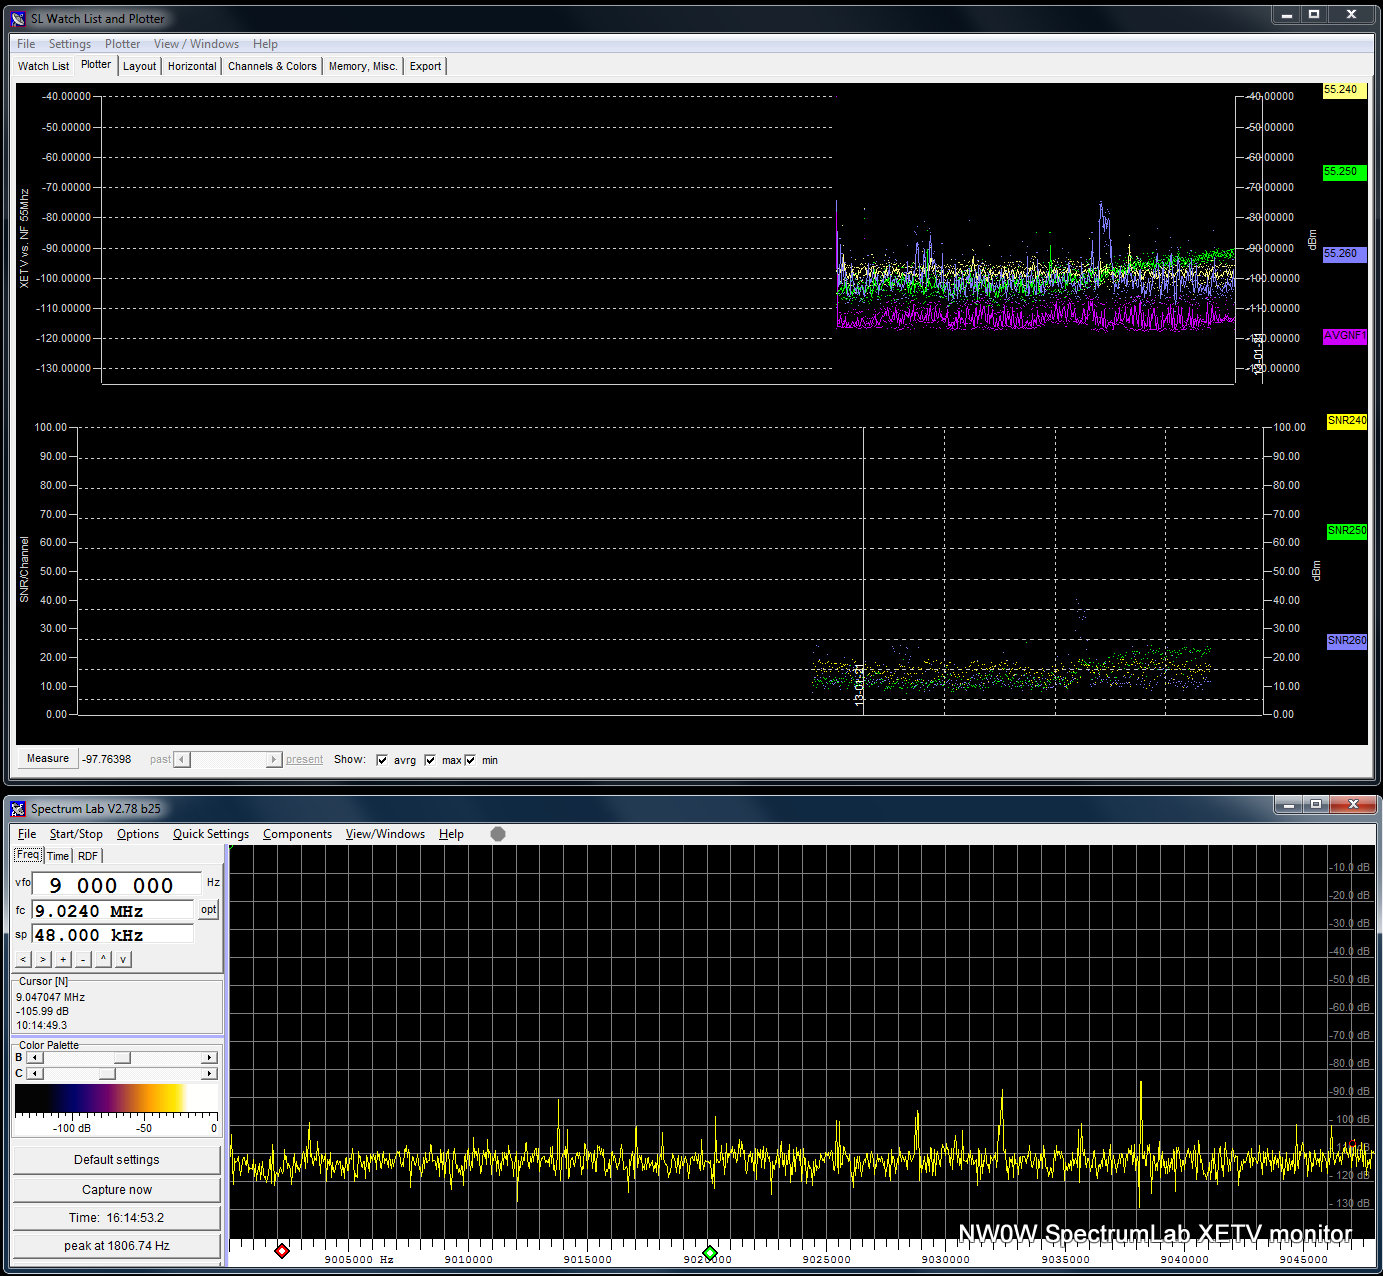 SL Watch List and Plotter
File Settings Plotter View / Windows Help
Watch List Plotter Layout Horizontal Channels & Colors Memory, Misc. Export
-40.00000 -40.00000 55.240
-50.00000 -50.00000
-60.00000 -60.00000
-70.00000 -70.00000 55.250
-80.00000 -80.00000
XETV vs. NF 55Mhz
dBm
-90.00000 -90.00000 55.260
-100.00000 -100.00000
-110.00000 -110.00000
-120.00000 -120.00000 AVGNF1
-130.00000 -130.00000
13-01-21
100.00 100.00 SNR240
90.00 90.00
80.00 80.00
70.00 70.00
60.00 60.00 SNR250
SNR/Channel
dBm
50.00 50.00
40.00 40.00
30.00 30.00 SNR260
20.00 20.00
10.00 10.00
13-01-21
0.00 0.00
Measure -97.76398 past present Show: avrg max min
Spectrum Lab V2.78 b25
File Start/Stop Options Quick Settings Components View/Windows Help
Freq Time RDF
vfo 9 000 000 Hz
fc 9.0240 MHz opt
sp 48.000 kHz
< > + - ^ v
Cursor [N]
9.047047 MHz
-105.99 dB
10:14:49.3
Color Palette
B
C
-100 dB -50 0
Default settings
Capture now
Time: 16:14:53.2
peak at 1806.74 Hz
-10.0 dB
-20.0 dB
-30.0 dB
-40.0 dB
-50.0 dB
-60.0 dB
-70.0 dB
-80.0 dB
-90.0 dB
-100 dB
-120 dB
-130 dB
NW0W SpectrumLab XETV monitor
9005000 Hz 9010000 9015000 9020000 9025000 9030000 9035000 9040000 9045000